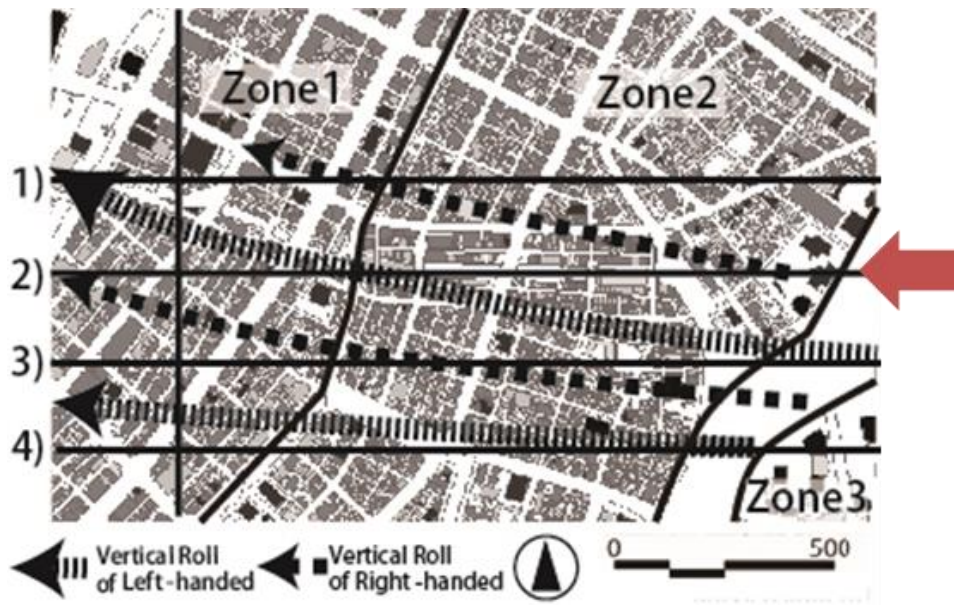 Zone1
Zone2
1)
2)
3)
4)
Zone3
Vertical Roll
of Left-handed
Vertical Roll
of Right-handed
0
500